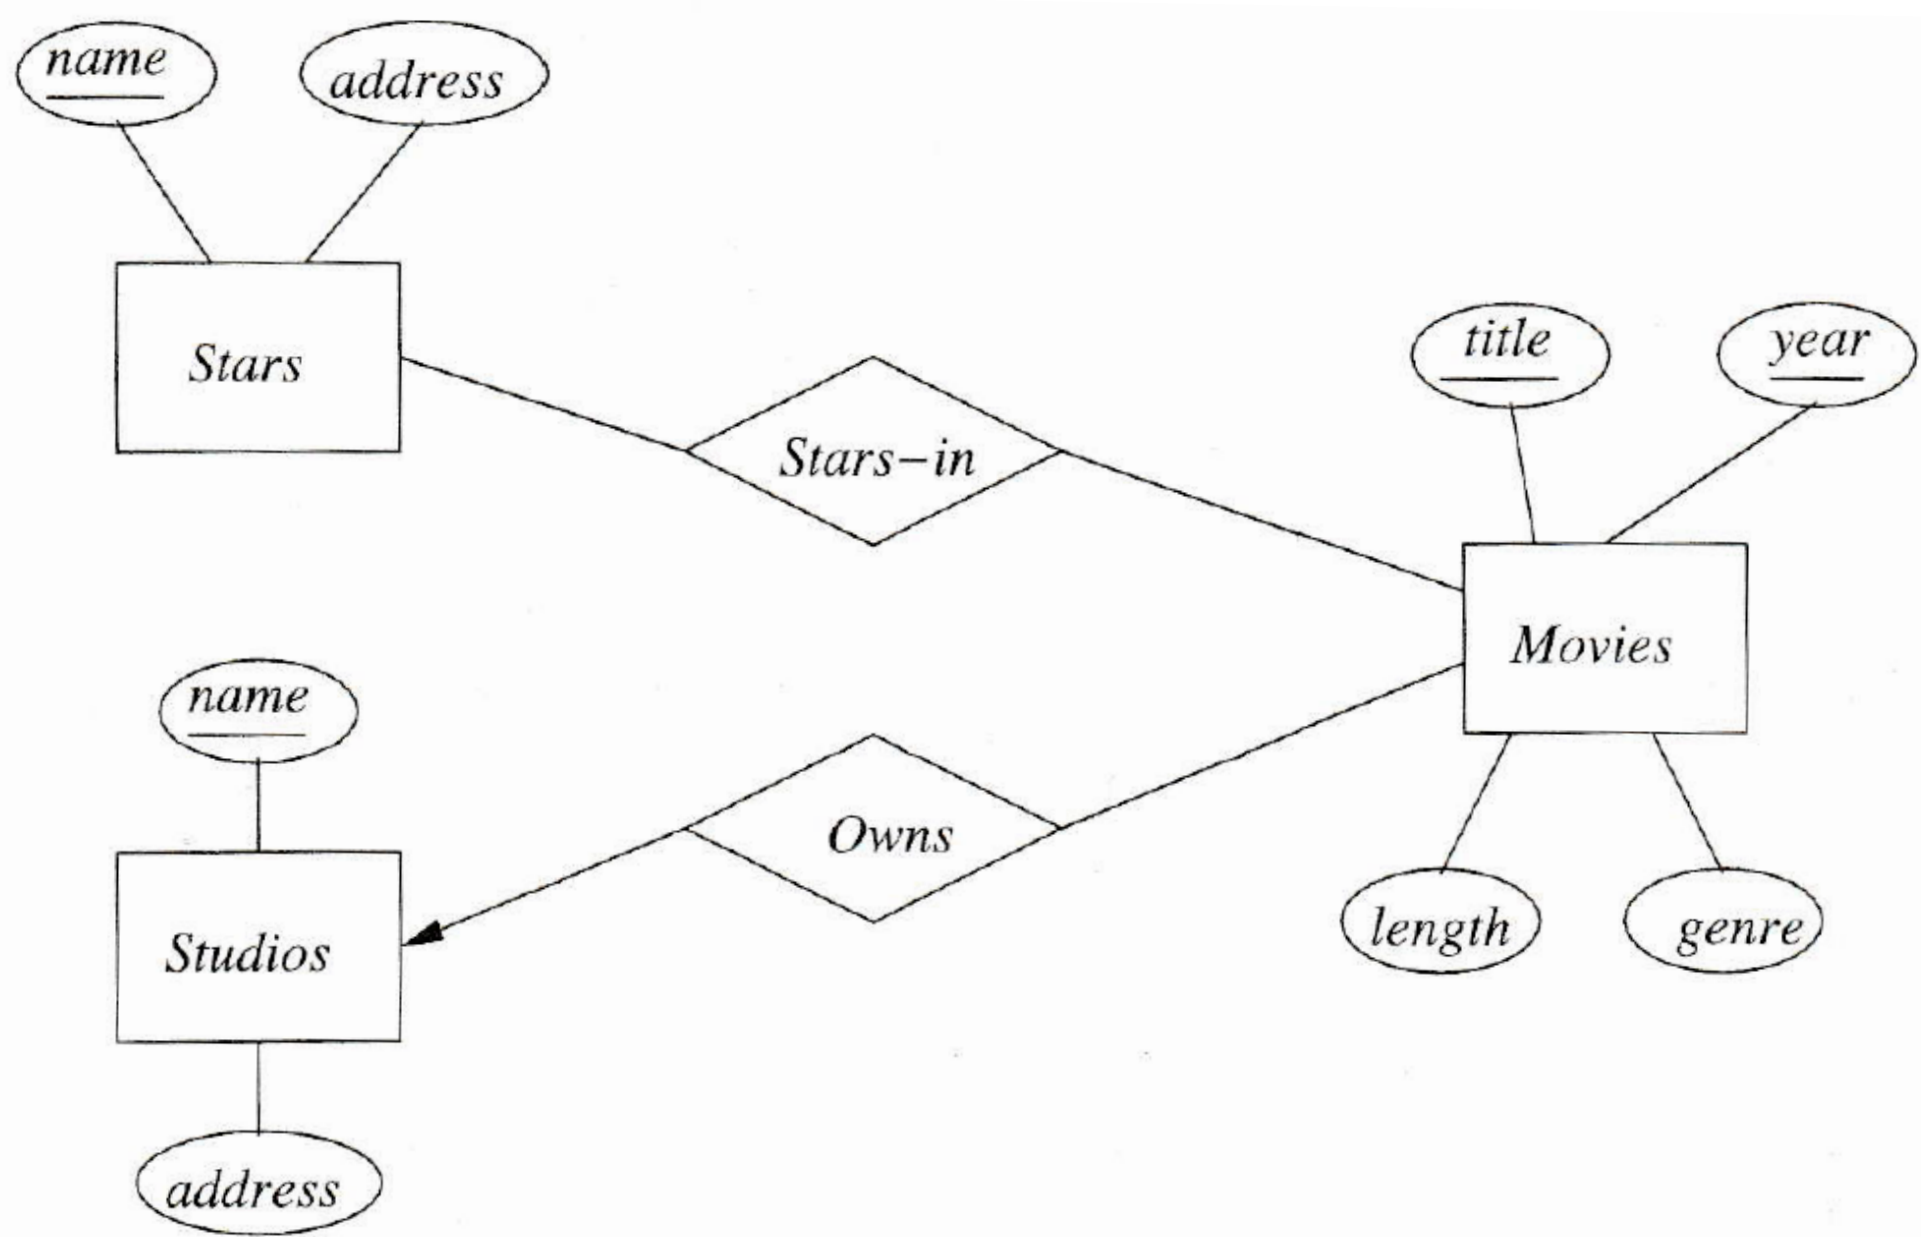 name
address
Stars
Stars-in
title
year
Movies
name
Owns
Studios
length
genre
address